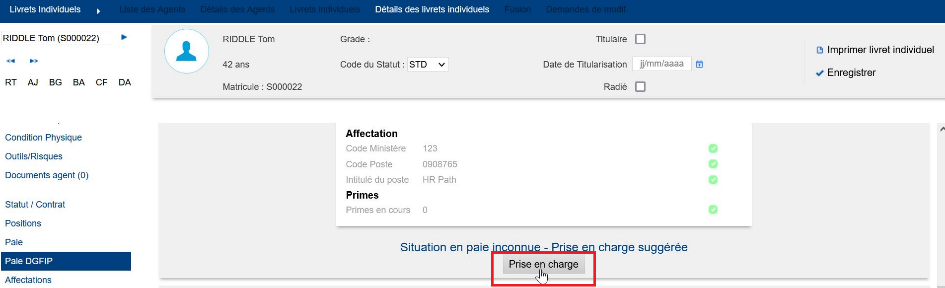 Livrets Individuels Liste des Agents Détails des Agents Livrets Individuels Détails des livrets individuels Fusion Demandes de modif.
RIDDLE Tom (S000022)
RT AJ BG BA CF DA
RIDDLE Tom Grade : Titulaire
42 ans Code du Statut : STD Date de Titularisation jj/mm/aaaa
Matricule : S000022 Radié
Imprimer livret individuel
Enregistrer
Condition Physique
Outils/Risques
Documents agent (0)
Statut / Contrat
Positions
Paie
Paie DGFIP
Affectations
Affectation
Code Ministère 123
Code Poste 0908765
Intitulé du poste HR Path
Primes
Primes en cours 0
Situation en paie inconnue - Prise en charge suggérée
Prise en charge